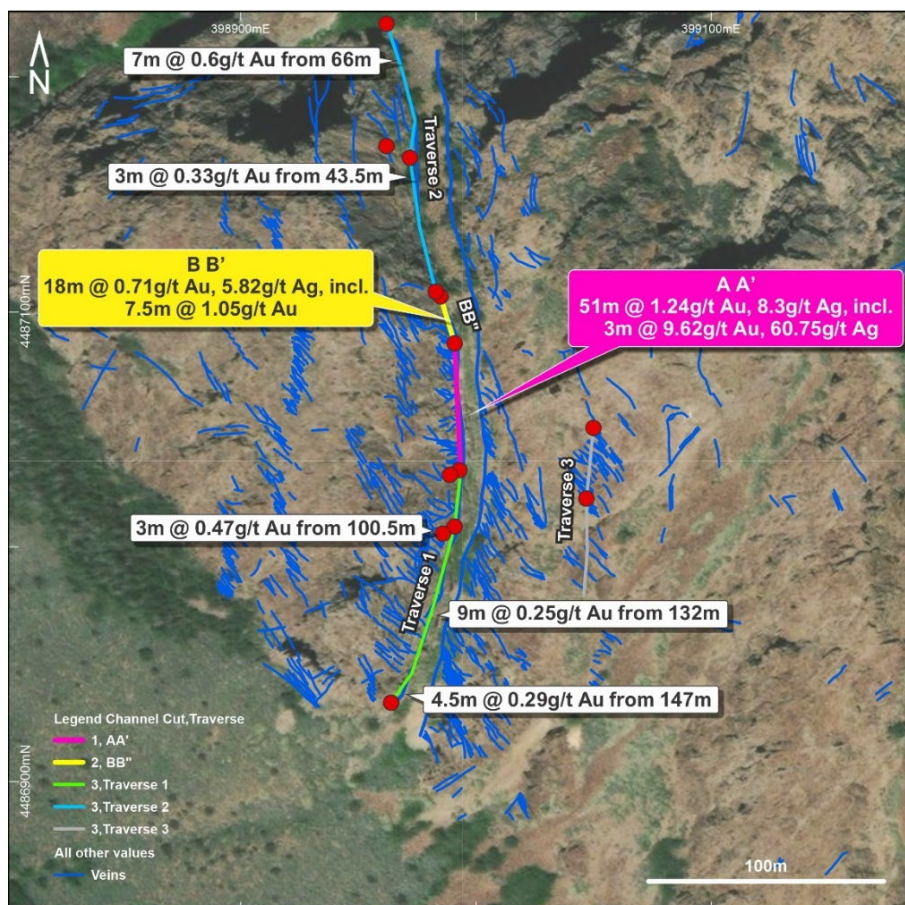 398900mE
399100mE
N
7m @ 0.6g/t Au from 66m
Traverse 2
3m @ 0.33g/t Au from 43.5m
B B’
18m @ 0.71g/t Au, 5.82g/t Ag, incl.
7.5m @ 1.05g/t Au
BB"
A A’
51m @ 1.24g/t Au, 8.3g/t Ag, incl.
3m @ 9.62g/t Au, 60.75g/t Ag
4487100mN
Traverse 3
3m @ 0.47g/t Au from 100.5m
Traverse 1
9m @ 0.25g/t Au from 132m
4.5m @ 0.29g/t Au from 147m
4486900mN
Legend Channel Cut,Traverse
1, AA'
2, BB"
3,Traverse 1
3,Traverse 2
3,Traverse 3
All other values
Veins
100m